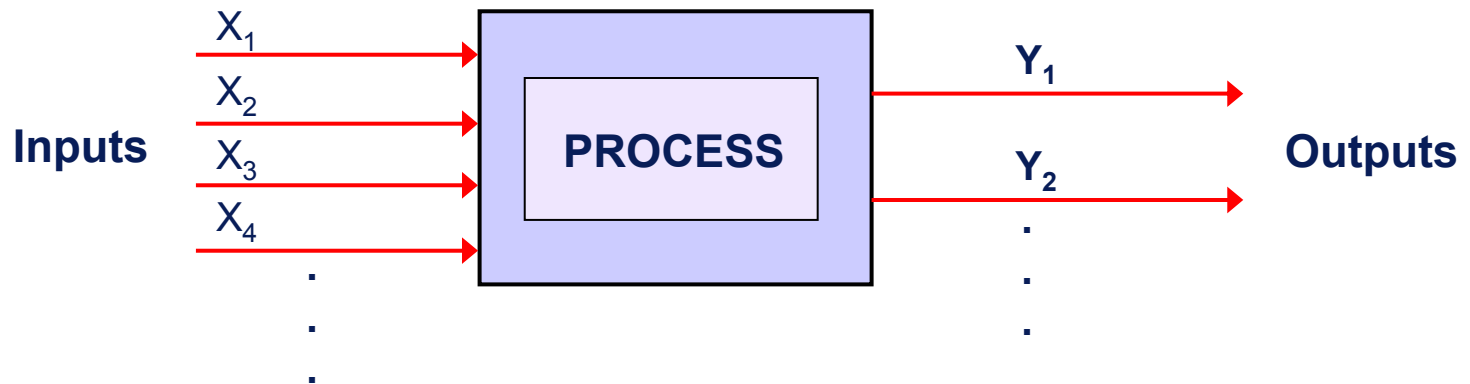 Inputs
X₁
X₂
X₃
X₄
.
.
.
PROCESS
Y₁
Y₂
.
.
.
Outputs